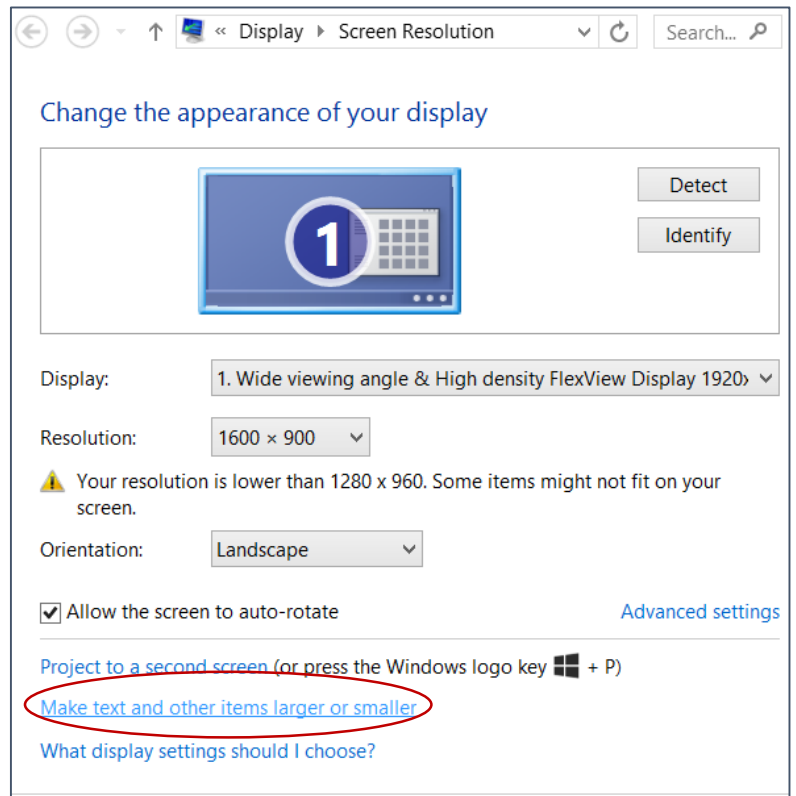 « Display Screen Resolution Search...
Change the appearance of your display
1
Detect
Identify
Display: 1. Wide viewing angle & High density FlexView Display 1920x
Resolution: 1600 × 900
Your resolution is lower than 1280 x 960. Some items might not fit on your
screen.
Orientation: Landscape
Allow the screen to auto-rotate Advanced settings
Project to a second screen (or press the Windows logo key + P)
Make text and other items larger or smaller
What display settings should I choose?